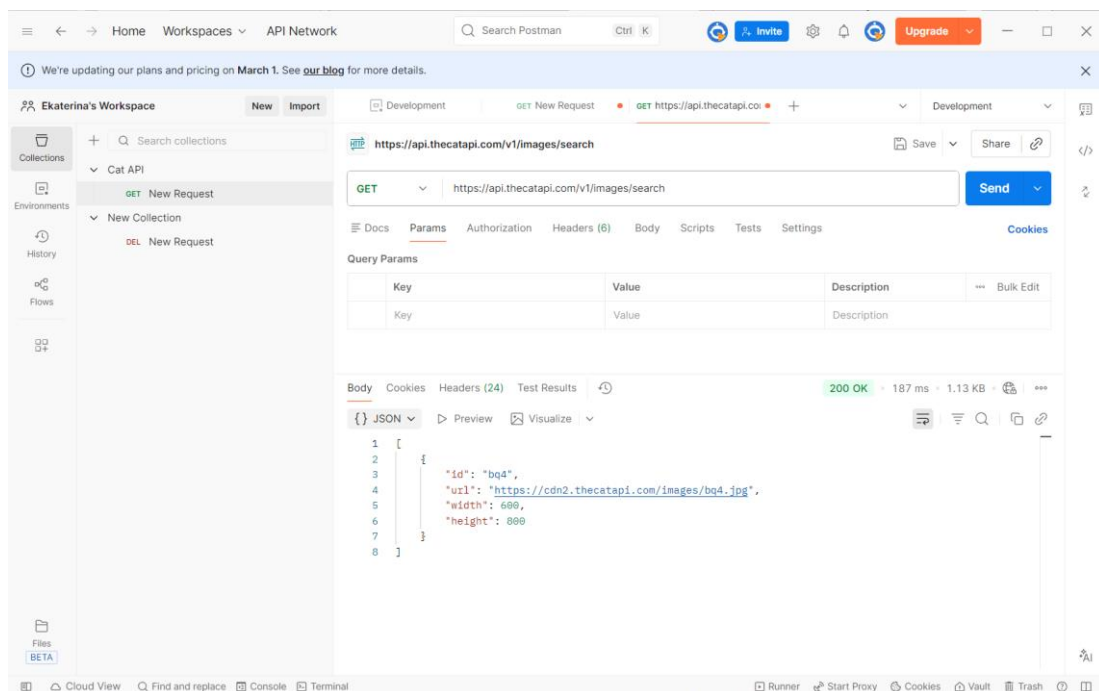 Home Workspaces API Network Search Postman Ctrl K Invite Upgrade
We're updating our plans and pricing on March 1. See our blog for more details.
Ekaterina's Workspace New Import Development GET New Request GET https://api.thecatapi.co Development
Collections Search collections HTTP https://api.thecatapi.com/v1/images/search Save Share
Cat API
GET New Request GET https://api.thecatapi.com/v1/images/search Send
Environments New Collection
DEL New Request Docs Params Authorization Headers (6) Body Scripts Tests Settings Cookies
History
Query Params
Key Value Description Bulk Edit
Flows
Key Value Description
Body Cookies Headers (24) Test Results 200 OK 187 ms 1.13 KB
{} JSON Preview Visualize
1 [
2 {
3 "id": "bq4",
4 "url": "https://cdn2.thecatapi.com/images/bq4.jpg",
5 "width": 600,
6 "height": 800
7 }
8 ]
Files
BETA AI
Cloud View Find and replace Console Terminal Runner Start Proxy Cookies Vault Trash